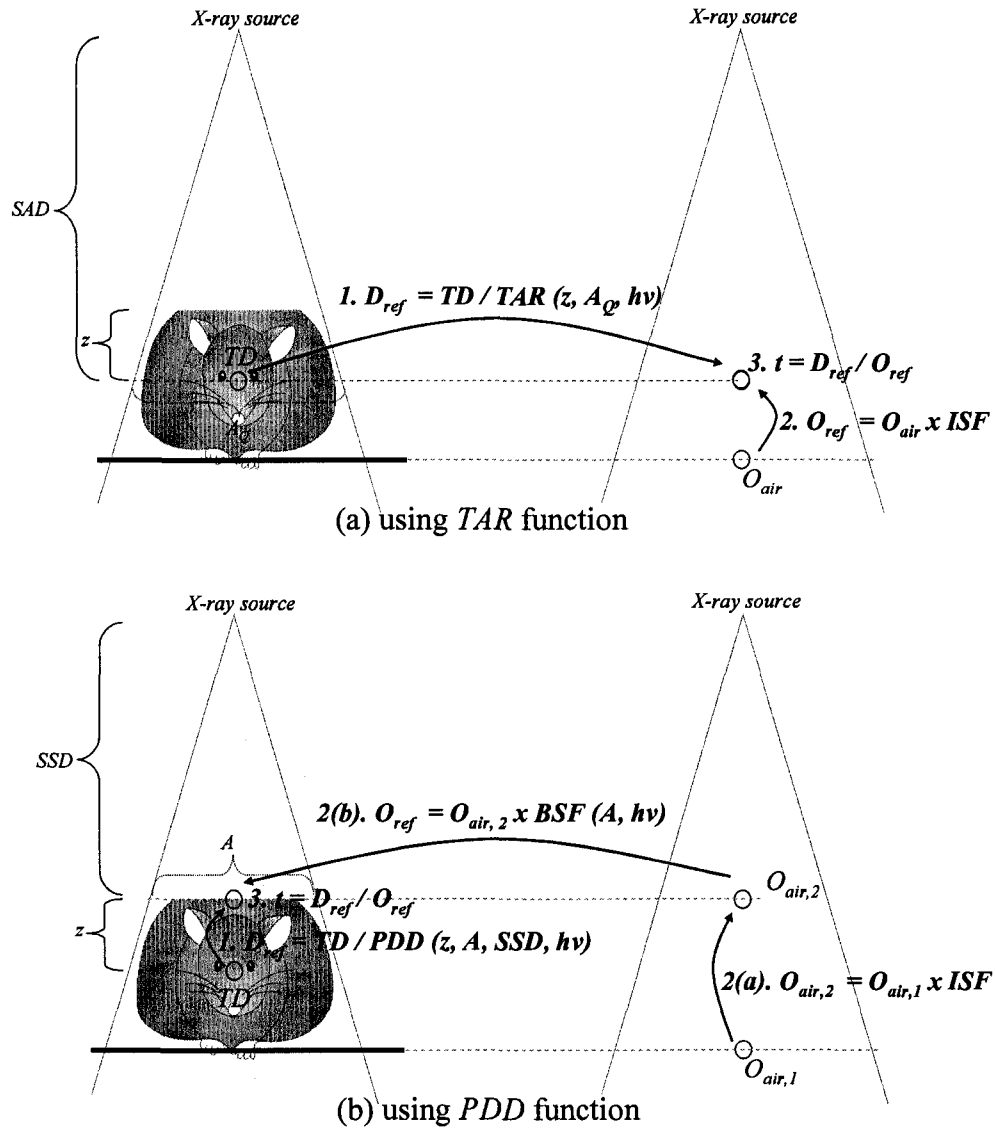 X-ray source
X-ray source
SAD
z
TD
A_Q
1. D_ref = TD / TAR (z, A_Q, hν)
3. t = D_ref / O_ref
2. O_ref = O_air x ISF
O_air
(a) using TAR function
X-ray source
X-ray source
SSD
2(b). O_ref = O_air, 2 x BSF (A, hν)
A
O_air,2
3. t = D_ref / O_ref
z
1. D_ref = TD / PDD (z, A, SSD, hν)
TD
2(a). O_air,2 = O_air,1 x ISF
O_air,1
(b) using PDD function